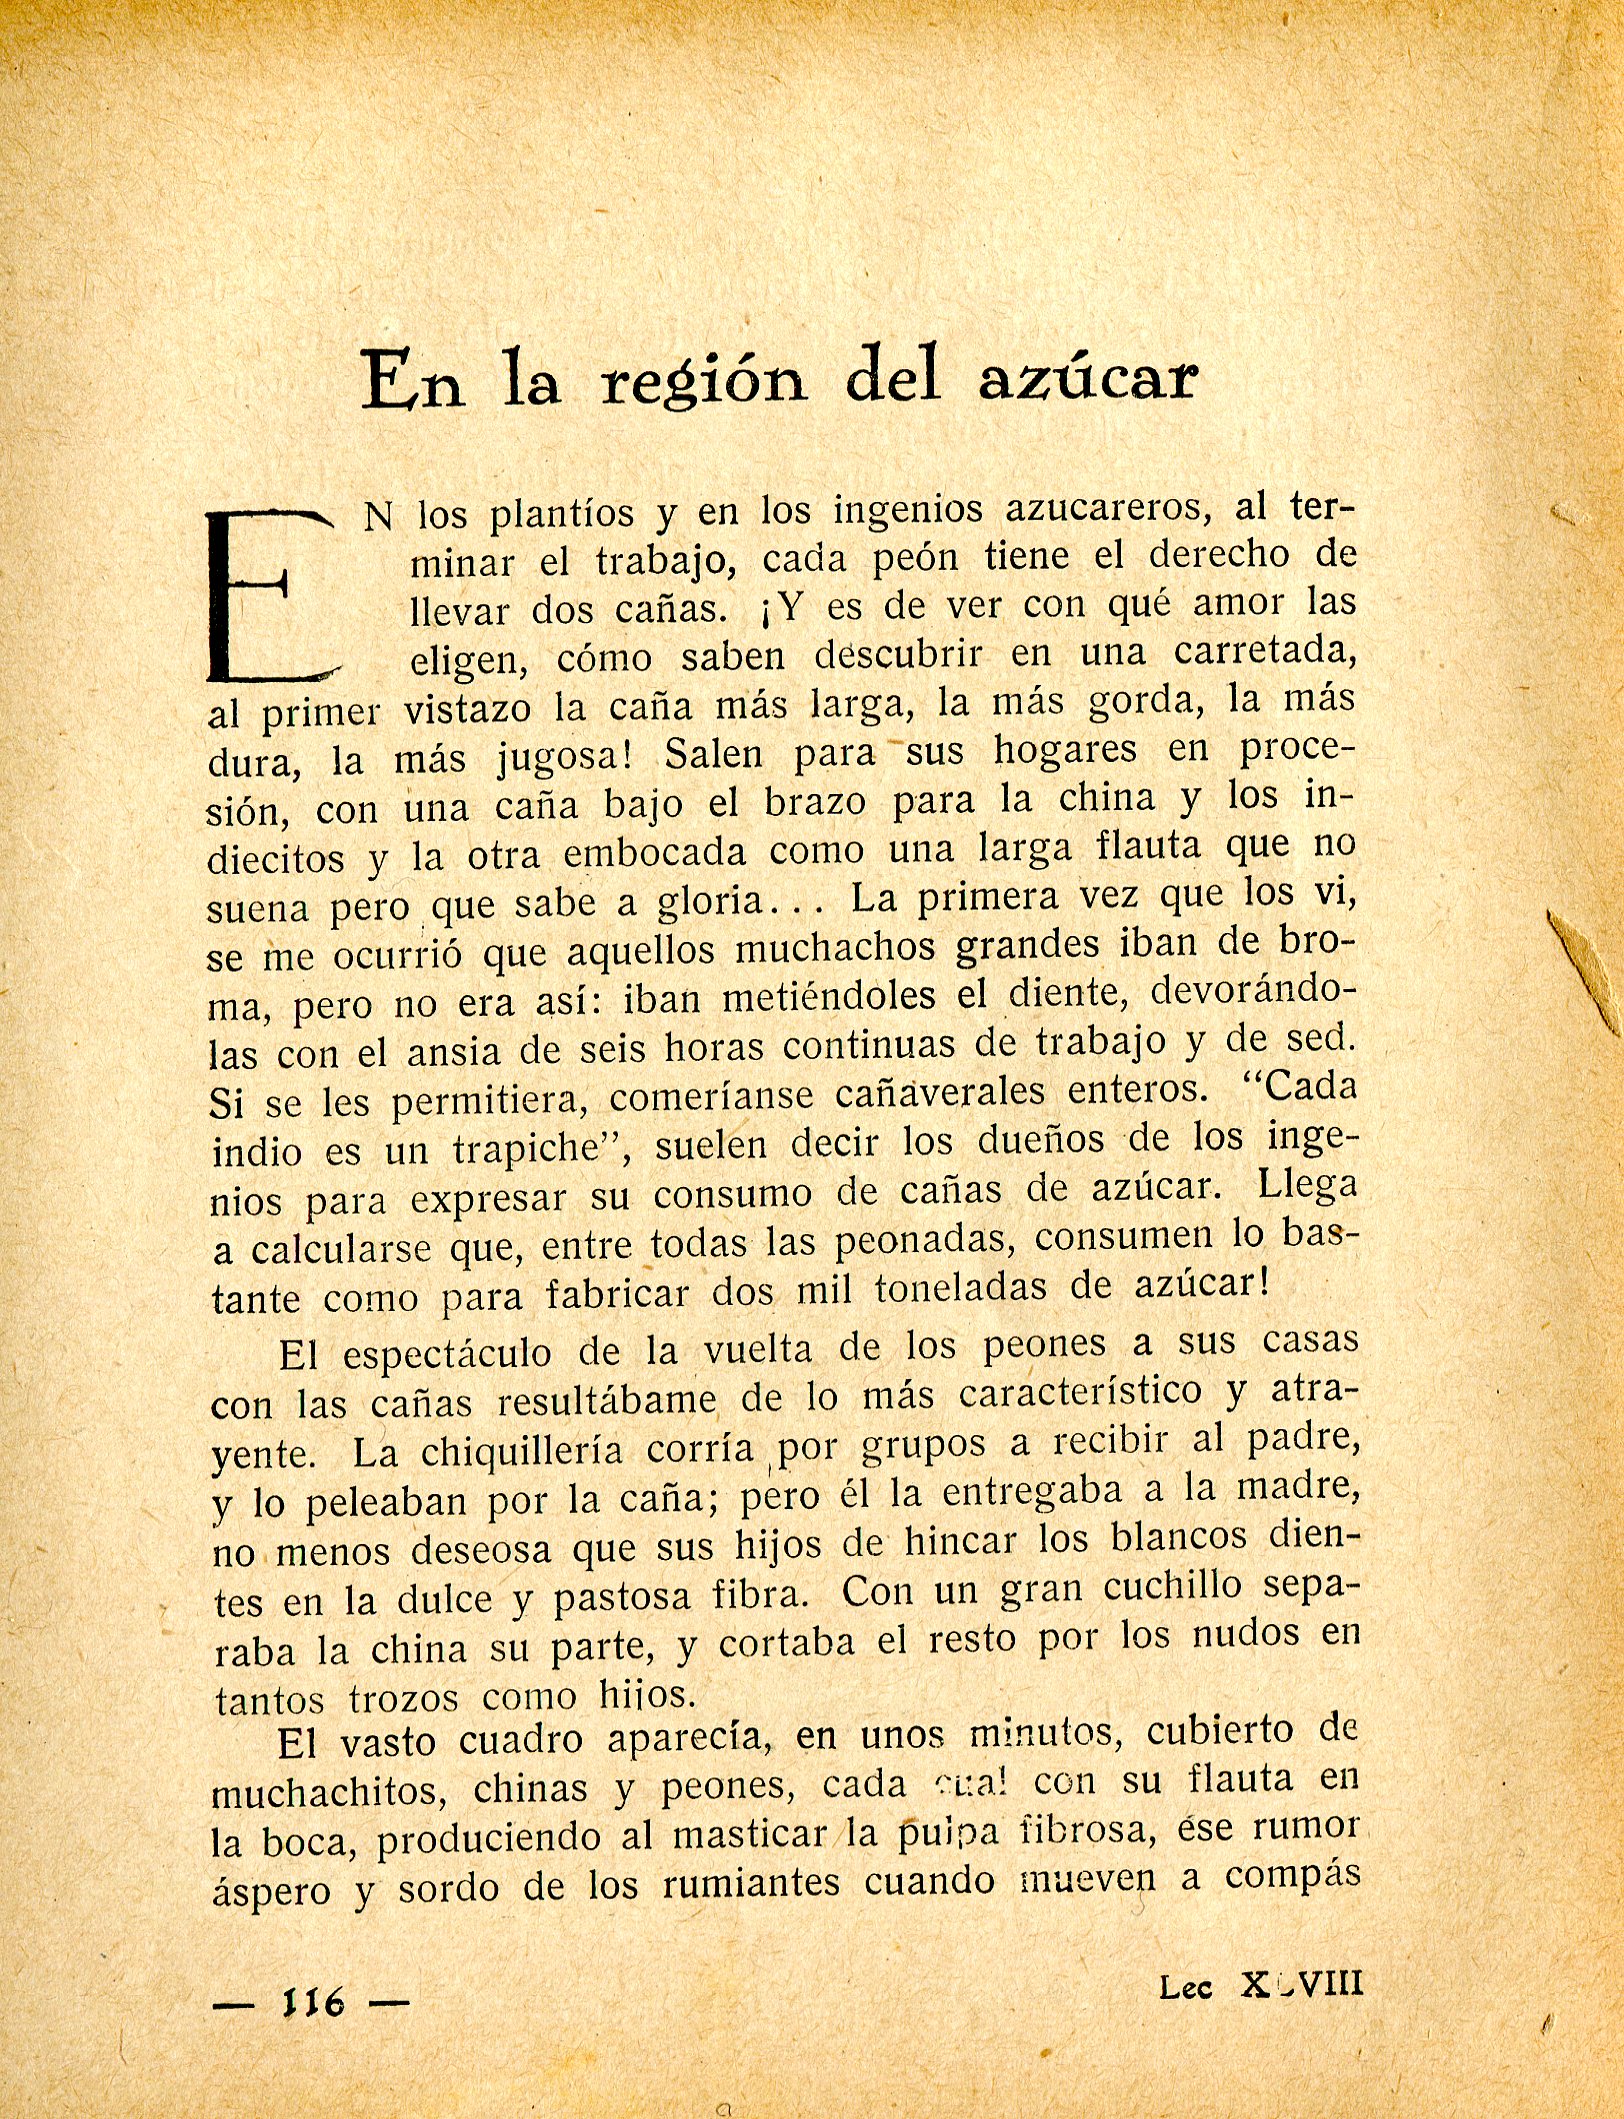 En la región del azúcar
EN los plantíos y en los ingenios azucareros, al ter-
minar el trabajo, cada peón tiene el derecho de
llevar dos cañas. ¡Y es de ver con qué amor las
eligen, cómo saben descubrir en una carretada,
al primer vistazo la caña más larga, la más gorda, la más
dura, la más jugosa! Salen para sus hogares en proce-
sión, con una caña bajo el brazo para la china y los in-
diecitos y la otra embocada como una larga flauta que no
suena pero que sabe a gloria... La primera vez que los vi,
se me ocurrió que aquellos muchachos grandes iban de bro-
ma, pero no era así: iban metiéndoles el diente, devorándo-
las con el ansia de seis horas continuas de trabajo y de sed.
Si se les permitiera, comeríanse cañaverales enteros. “Cada
indio es un trapiche”, suelen decir los dueños de los inge-
nios para expresar su consumo de cañas de azúcar. Llega
a calcularse que, entre todas las peonadas, consumen lo bas-
tante como para fabricar dos mil toneladas de azúcar!
El espectáculo de la vuelta de los peones a sus casas
con las cañas resultábame de lo más característico y atra-
yente. La chiquillería corría por grupos a recibir al padre,
y lo peleaban por la caña; pero él la entregaba a la madre,
no menos deseosa que sus hijos de hincar los blancos dien-
tes en la dulce y pastosa fibra. Con un gran cuchillo sepa-
raba la china su parte, y cortaba el resto por los nudos en
tantos trozos como hijos.
El vasto cuadro aparecía, en unos minutos, cubierto de
muchachitos, chinas y peones, cada cual con su flauta en
la boca, produciendo al masticar la pulpa fibrosa, ése rumor
áspero y sordo de los rumiantes cuando mueven a compás
— 116 —
Lec XLVIII